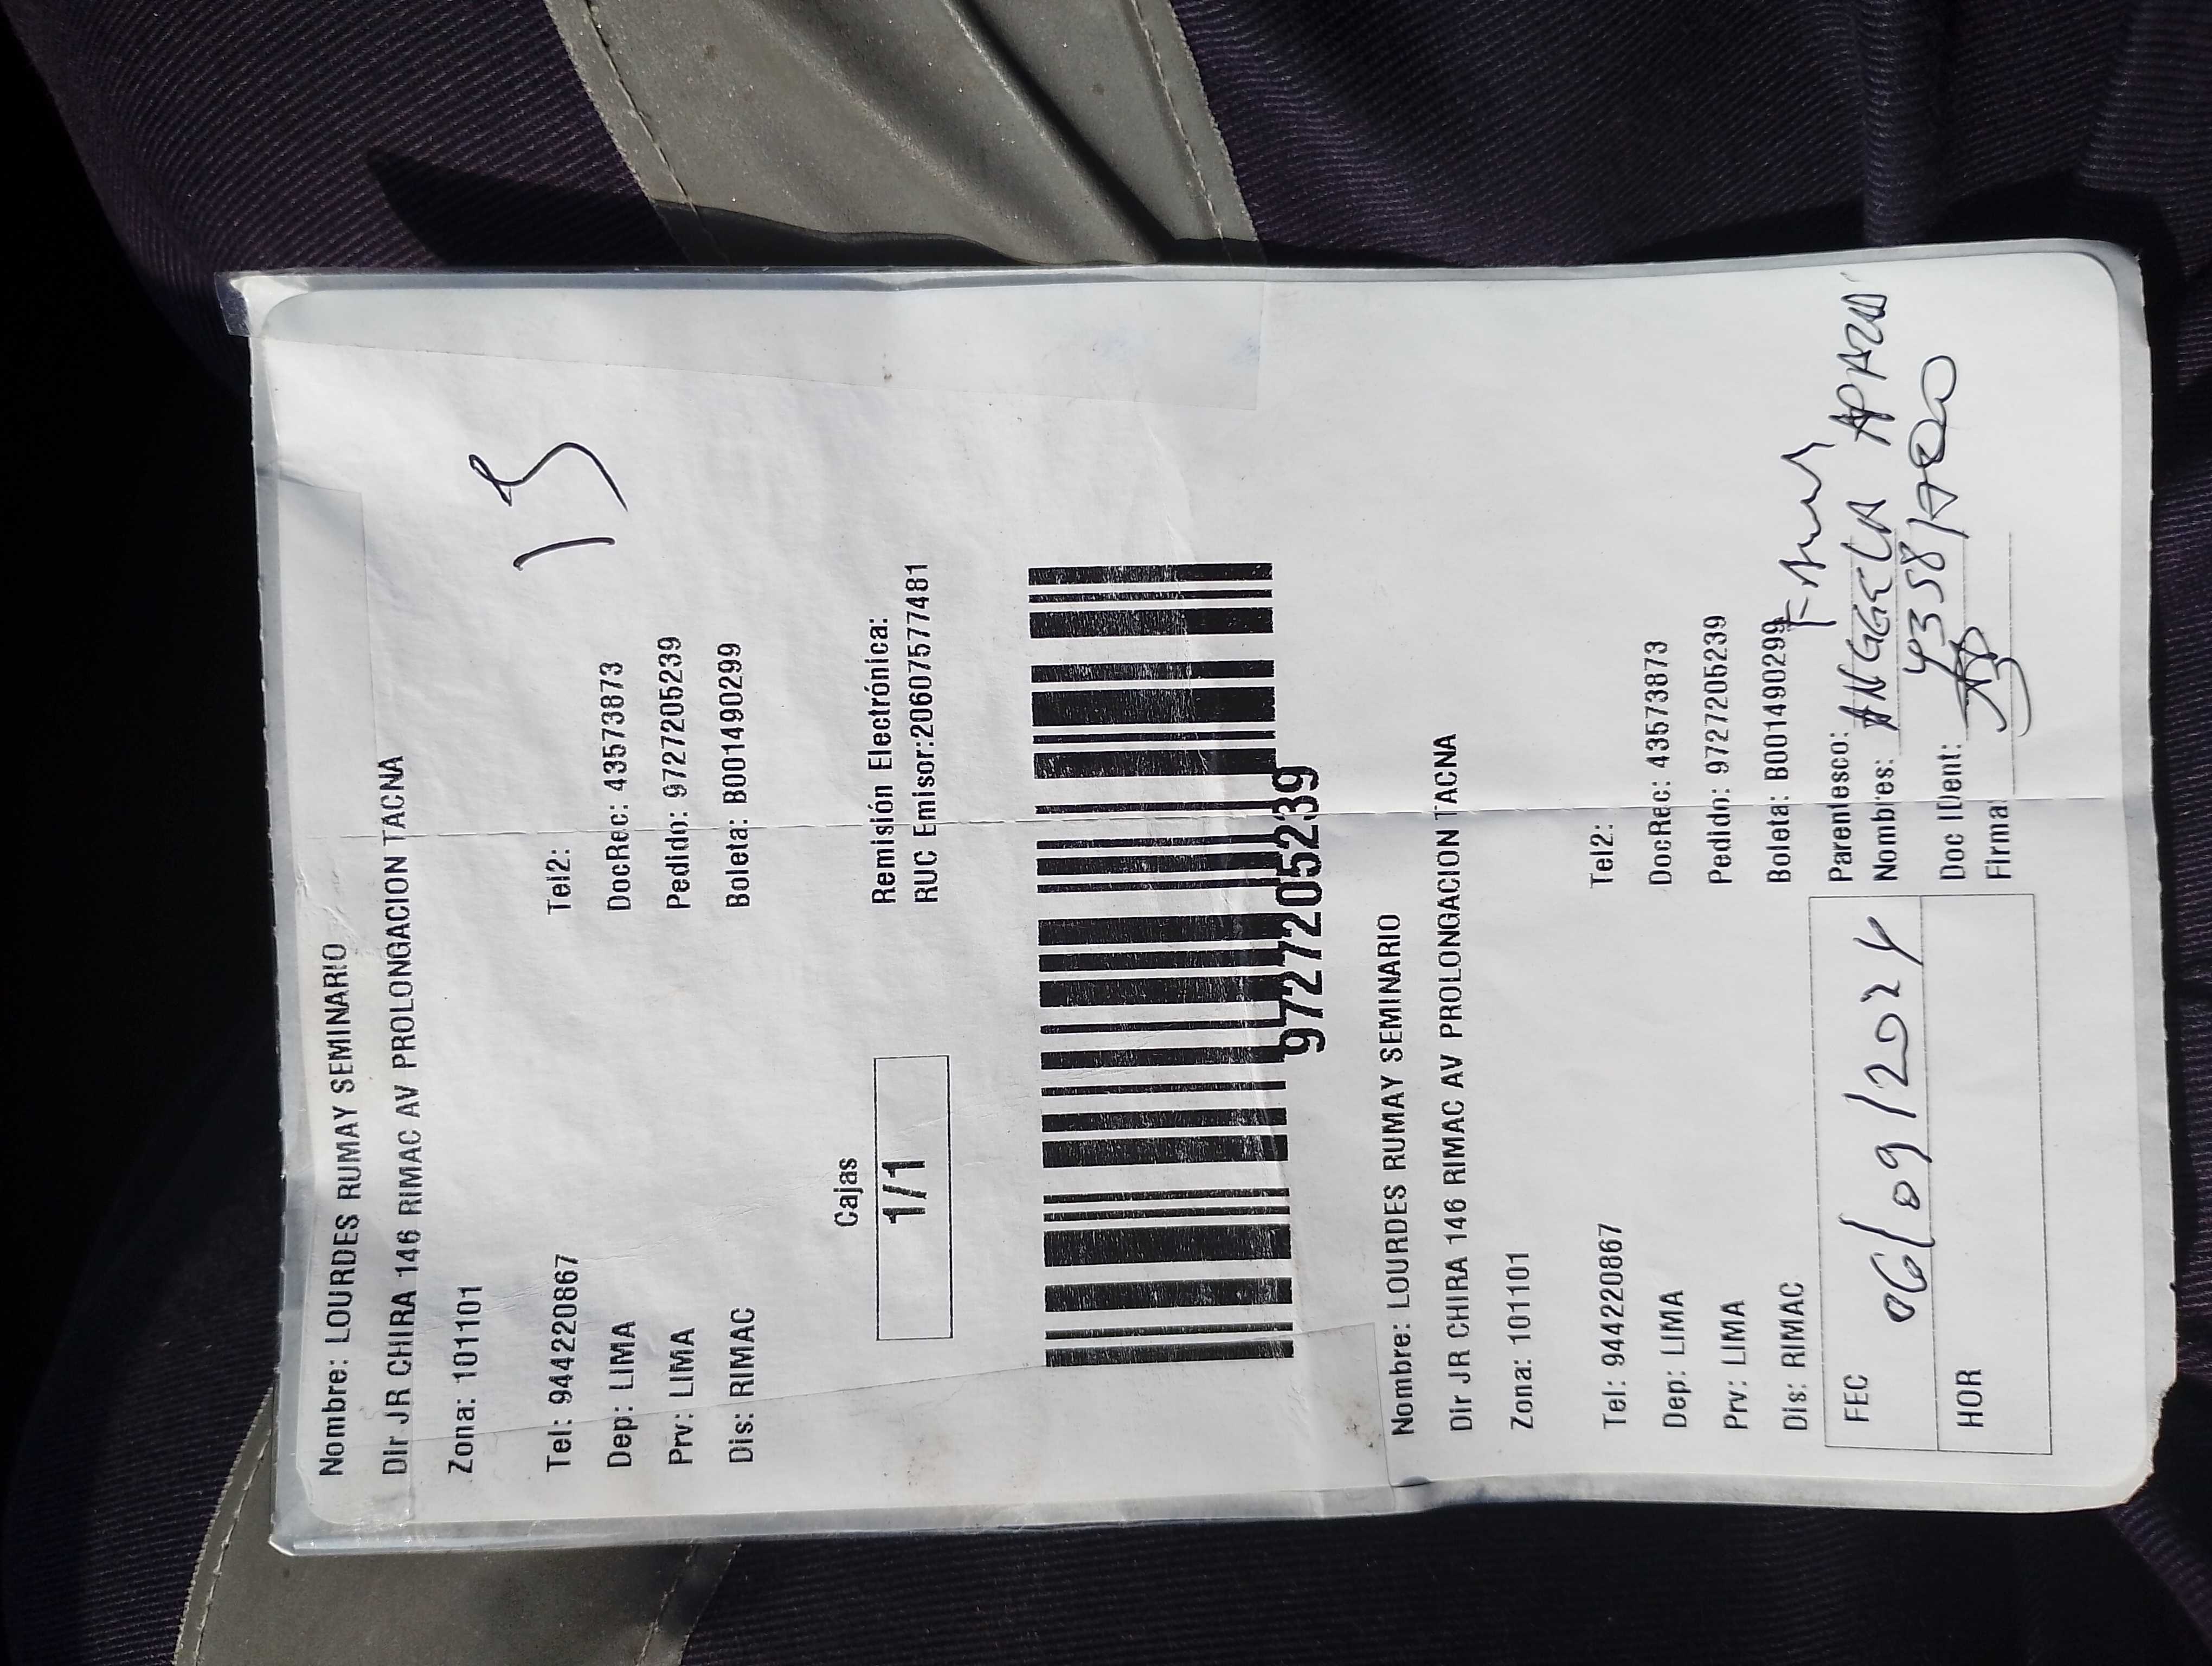 Nombre: LOURDES RUMAY SEMINARIO
Dir JR CHIRA 146 RIMAC AV PROLONGACION TACNA
Zona: 101101
15
Tel: 944220867 Tel2:
Dep: LIMA DocRec: 43573873
Prv: LIMA Pedido: 9727205239
Dis: RIMAC Boleta: B001490299
Cajas Remisión Electrónica:
1/1 RUC Emisor:20607577481
9727205239
Nombre: LOURDES RUMAY SEMINARIO
Dir JR CHIRA 146 RIMAC AV PROLONGACION TACNA
Zona: 101101
Tel: 944220867 Tel2:
Dep: LIMA DocRec: 43573873
Prv: LIMA Pedido: 9727205239
Dis: RIMAC Boleta: B001490299
FEC 06/09/2024 Parentesco:
Nombres: ANGGELA
HOR Doc IDent:
Firma: